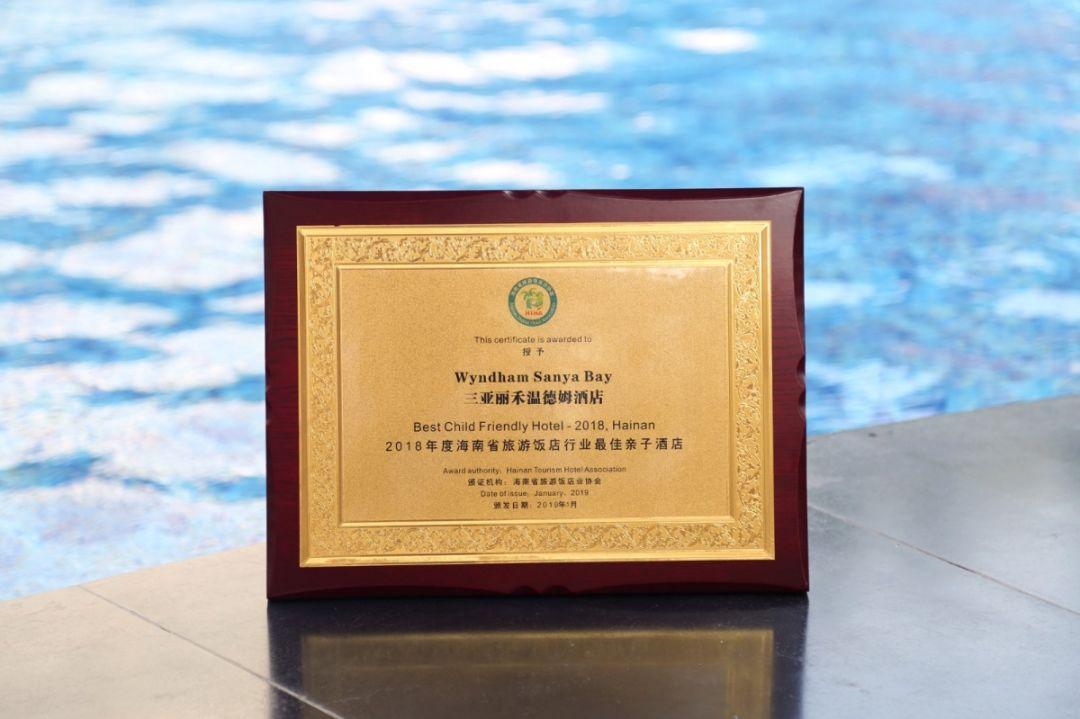 HTHA
This certificate is awarded to
授予
Wyndham Sanya Bay
三亚丽禾温德姆酒店
Best Child Friendly Hotel - 2018, Hainan
2018年度海南省旅游饭店行业最佳亲子酒店
Award authority: Hainan Tourism Hotel Association
颁证机构：海南省旅游饭店业协会
Date of issue: January, 2019
颁发日期：2019年1月